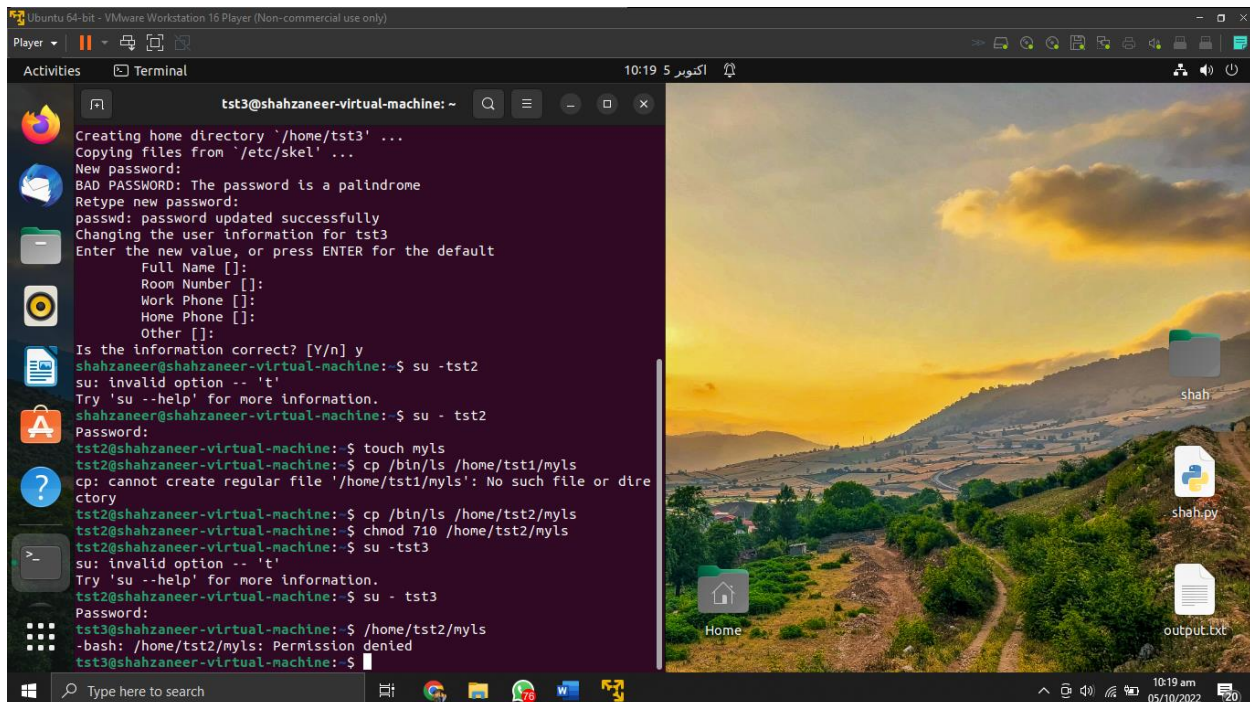 Ubuntu 64-bit - VMware Workstation 16 Player (Non-commercial use only)
Player
Activities
Terminal
اکتوبر 5 10:19
tst3@shahzaneer-virtual-machine: ~
Creating home directory `/home/tst3' ...
Copying files from `/etc/skel' ...
New password:
BAD PASSWORD: The password is a palindrome
Retype new password:
passwd: password updated successfully
Changing the user information for tst3
Enter the new value, or press ENTER for the default
Full Name []:
Room Number []:
Work Phone []:
Home Phone []:
Other []:
Is the information correct? [Y/n] y
shahzaneer@shahzaneer-virtual-machine:~$ su -tst2
su: invalid option -- 't'
Try 'su --help' for more information.
shahzaneer@shahzaneer-virtual-machine:~$ su - tst2
Password:
tst2@shahzaneer-virtual-machine:~$ touch myls
tst2@shahzaneer-virtual-machine:~$ cp /bin/ls /home/tst1/myls
cp: cannot create regular file '/home/tst1/myls': No such file or dire
ctory
tst2@shahzaneer-virtual-machine:~$ cp /bin/ls /home/tst2/myls
tst2@shahzaneer-virtual-machine:~$ chmod 710 /home/tst2/myls
tst2@shahzaneer-virtual-machine:~$ su -tst3
su: invalid option -- 't'
Try 'su --help' for more information.
tst2@shahzaneer-virtual-machine:~$ su - tst3
Password:
tst3@shahzaneer-virtual-machine:~$ /home/tst2/myls
-bash: /home/tst2/myls: Permission denied
tst3@shahzaneer-virtual-machine:~$
shah
shah.py
Home
output.txt
Type here to search
76
10:19 am
05/10/2022
20